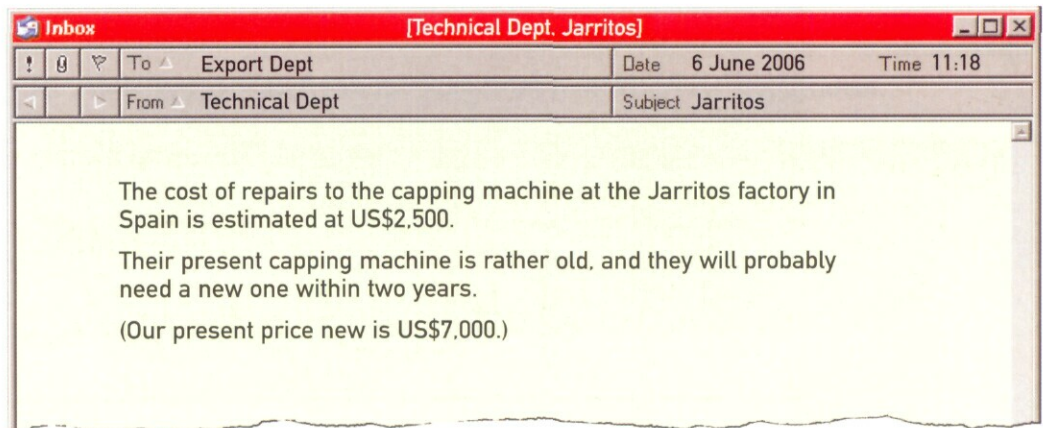 Inbox [Technical Dept. Jarritos]
! To Export Dept Date 6 June 2006 Time 11:18
From Technical Dept Subject Jarritos
The cost of repairs to the capping machine at the Jarritos factory in
Spain is estimated at US$2,500.
Their present capping machine is rather old, and they will probably
need a new one within two years.
(Our present price new is US$7,000.)